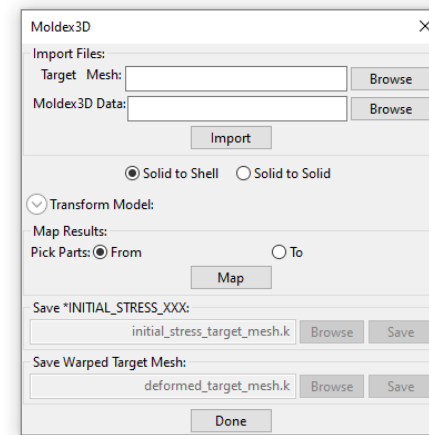 Moldex3D
Import Files:
Target Mesh: Browse
Moldex3D Data: Browse
Import
Solid to Shell Solid to Solid
Transform Model:
Map Results:
Pick Parts: From To
Map
Save *INITIAL_STRESS_XXX:
initial_stress_target_mesh.k Browse Save
Save Warped Target Mesh:
deformed_target_mesh.k Browse Save
Done